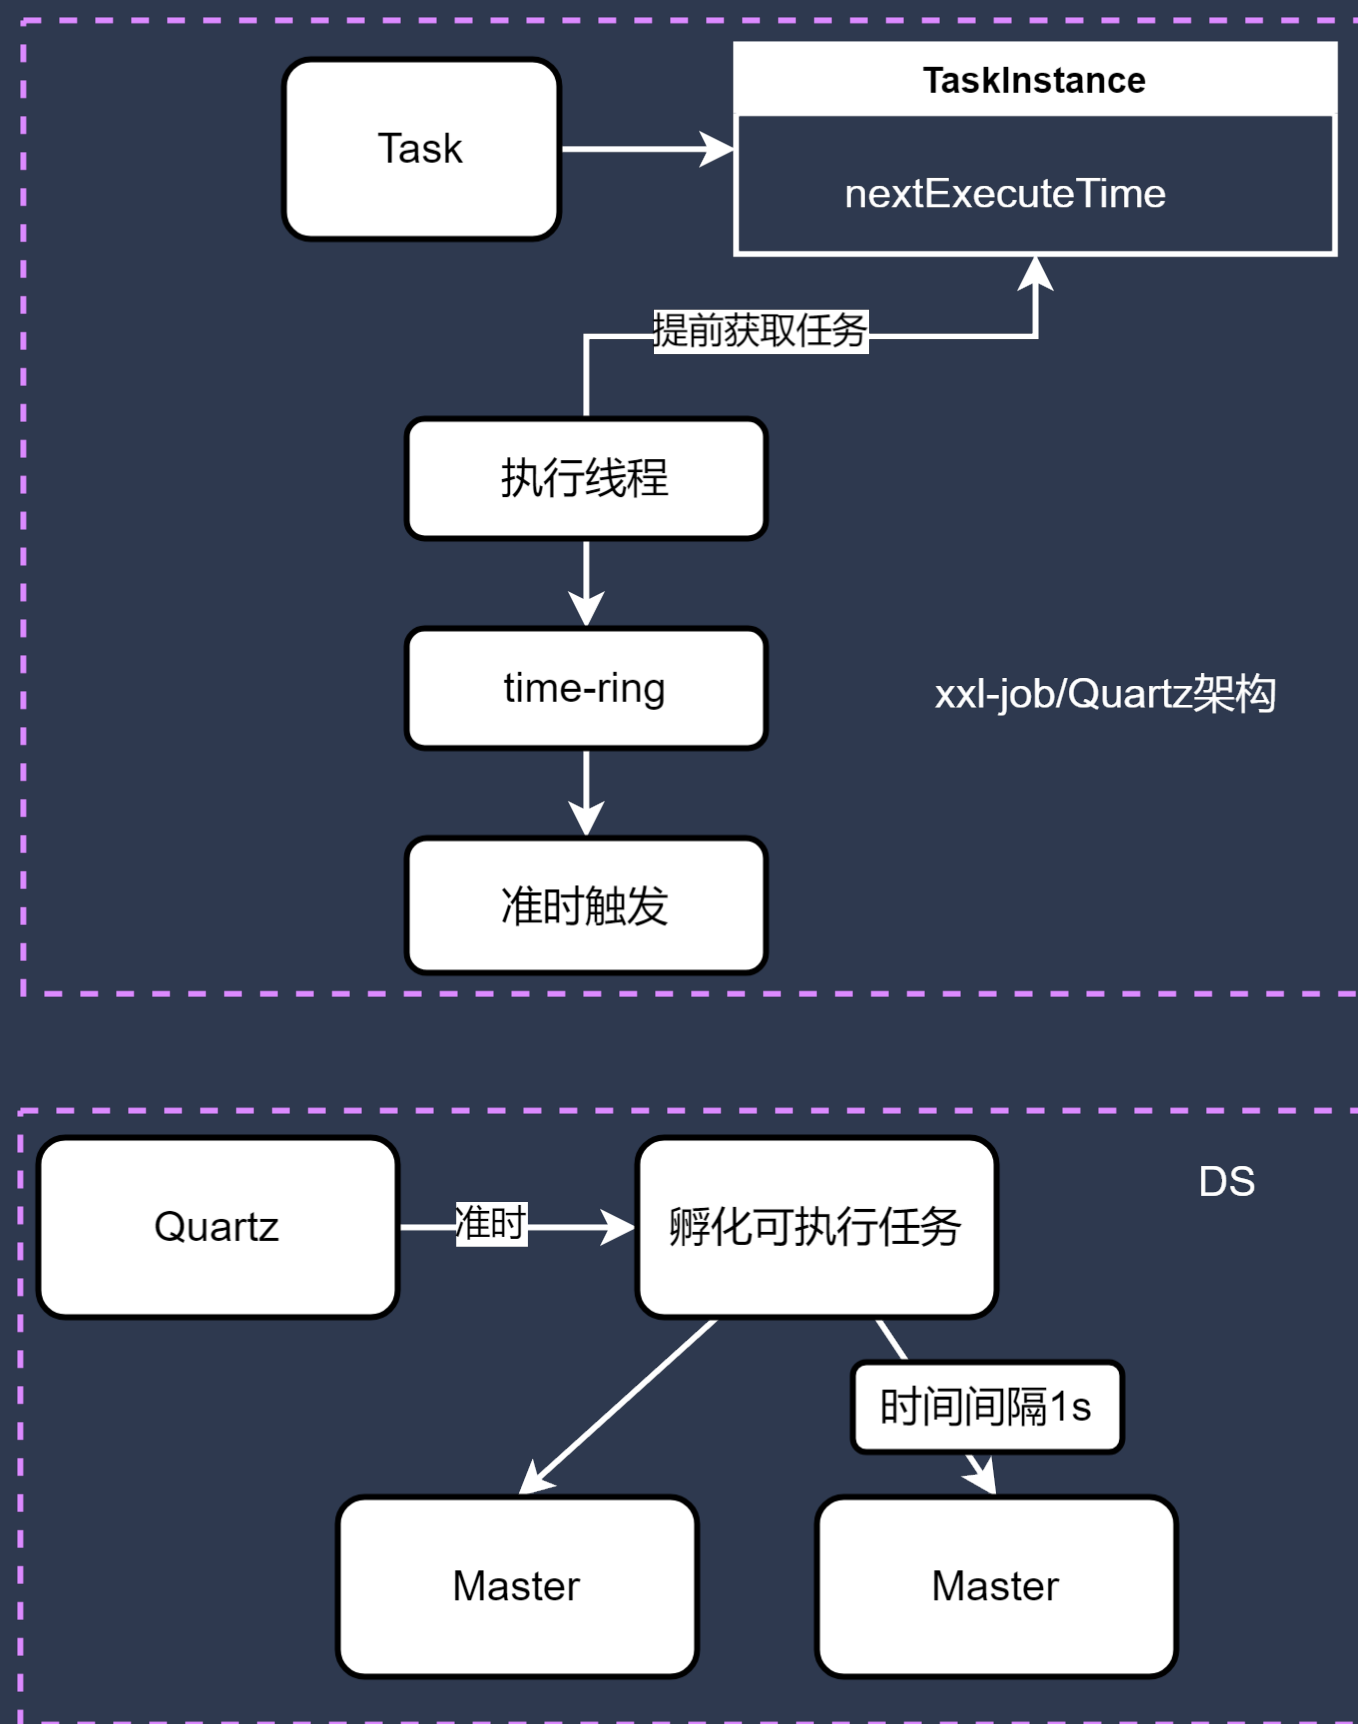 Task
TaskInstance
nextExecuteTime
提前获取任务
执行线程
time-ring
xxl-job/Quartz架构
准时触发
DS
Quartz
准时
孵化可执行任务
时间间隔1s
Master
Master